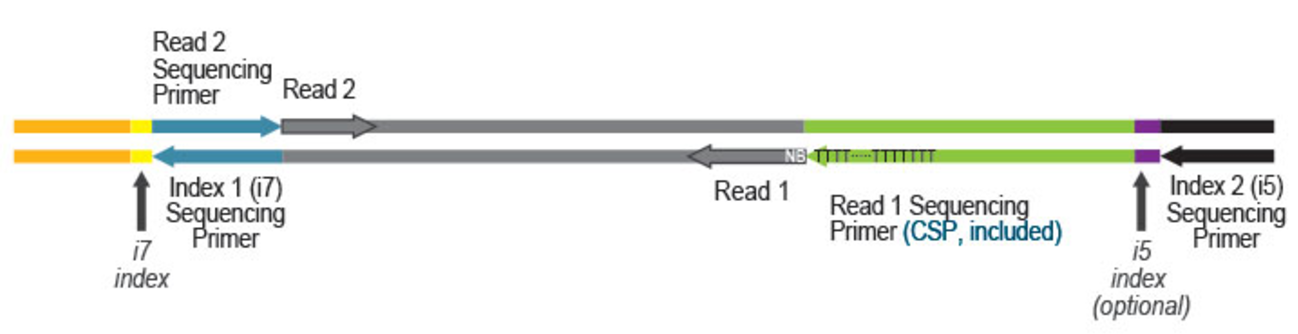 Read 2
Sequencing
Primer
Read 2
NB
TTTT·····TTTTTTT
Read 1
Index 1 (i7)
Sequencing
Primer
Read 1 Sequencing
Primer (CSP, included)
Index 2 (i5)
Sequencing
Primer
i7
index
i5
index
(optional)